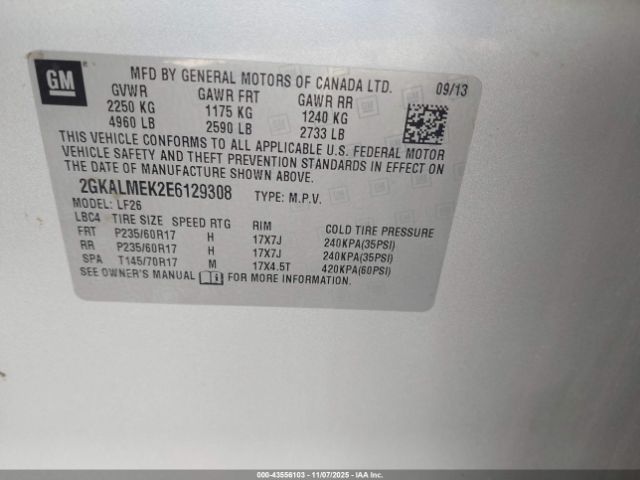 GM
MFD BY GENERAL MOTORS OF CANADA LTD. 09/13
GVWR GAWR FRT GAWR RR
2250 KG 1175 KG 1240 KG
4960 LB 2590 LB 2733 LB
THIS VEHICLE CONFORMS TO ALL APPLICABLE U.S. FEDERAL MOTOR
VEHICLE SAFETY AND THEFT PREVENTION STANDARDS IN EFFECT ON
THE DATE OF MANUFACTURE SHOWN ABOVE.
2GKALMEK2E6129308 TYPE: M.P.V.
MODEL: LF26
LBC4 TIRE SIZE SPEED RTG RIM COLD TIRE PRESSURE
FRT P235/60R17 H 17X7J 240KPA(35PSI)
RR P235/60R17 H 17X7J 240KPA(35PSI)
SPA T145/70R17 M 17X4.5T 420KPA(60PSI)
SEE OWNER'S MANUAL FOR MORE INFORMATION.
000-43556103 - 11/07/2025 - IAAI.COM